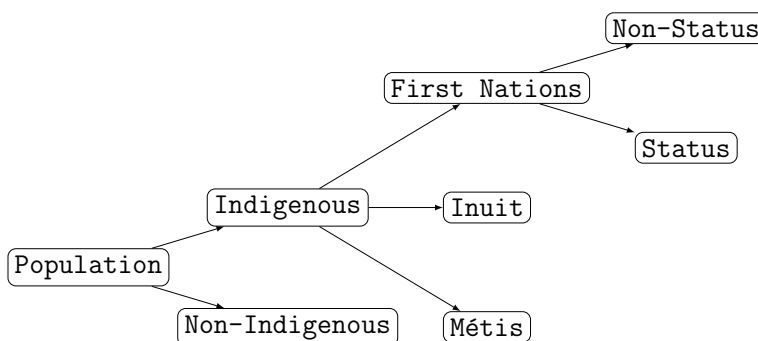 Non-Status
First Nations
Status
Indigenous
Inuit
Population
Non-Indigenous
Métis